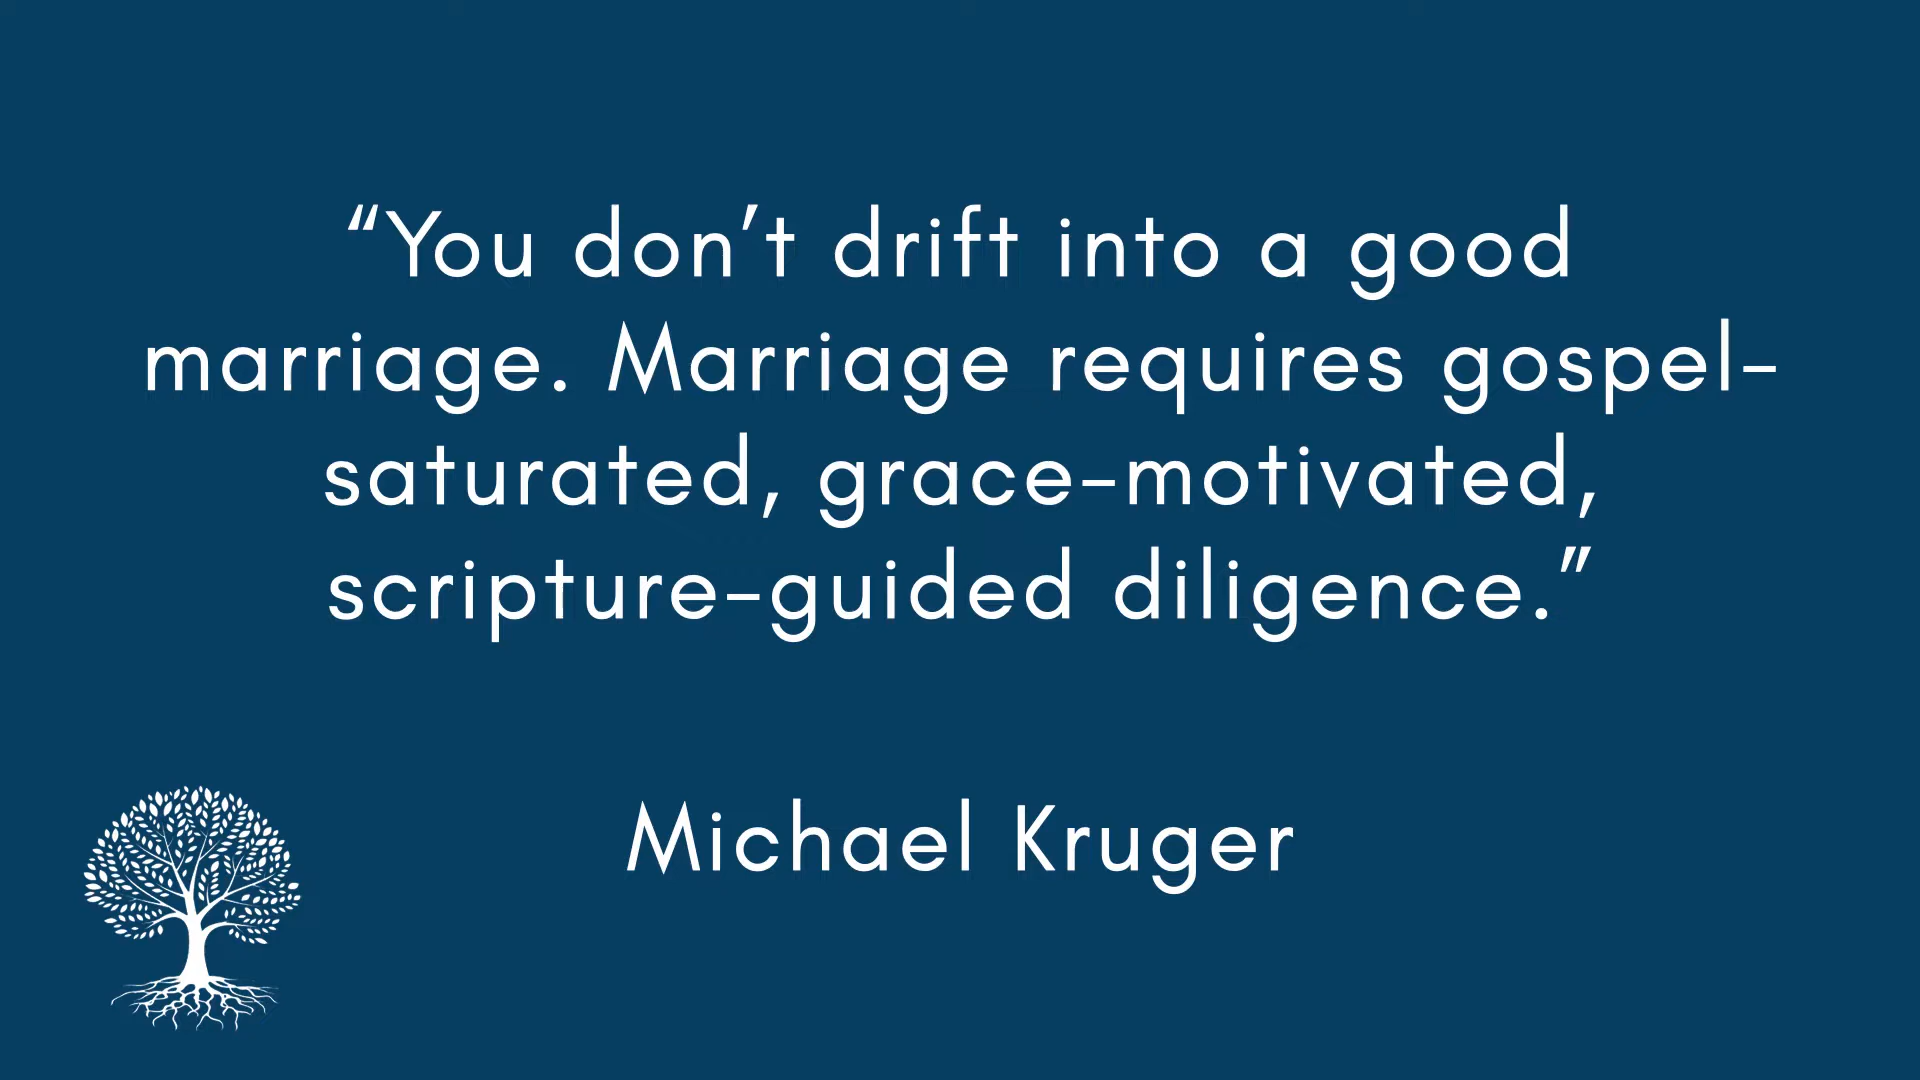 “You don’t drift into a good
marriage. Marriage requires gospel-
saturated, grace-motivated,
scripture-guided diligence.”
Michael Kruger